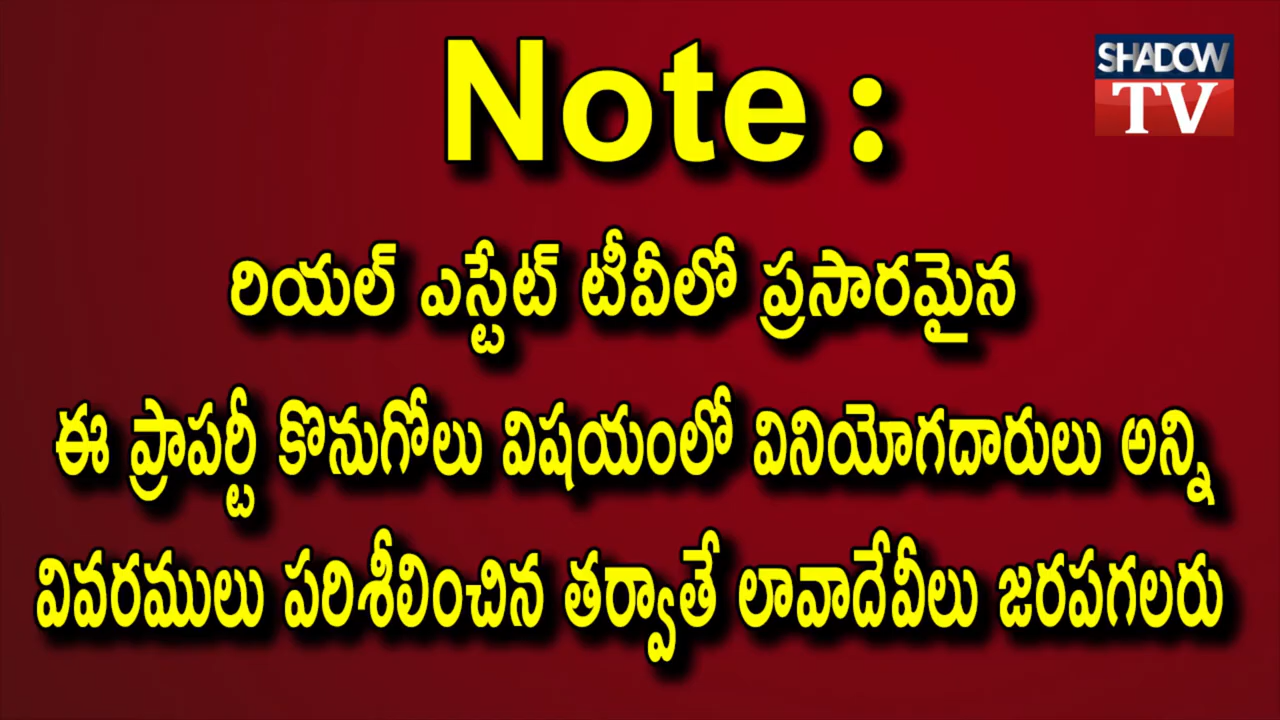 Note :
SHADOW
TV
రియల్ ఎస్టేట్ టీవీలో ప్రసారమైన
ఈ ప్రాపర్టీ కొనుగోలు విషయంలో వినియోగదారులు అన్ని
వివరములు పరిశీలించిన తర్వాతే లావాదేవీలు జరపగలరు